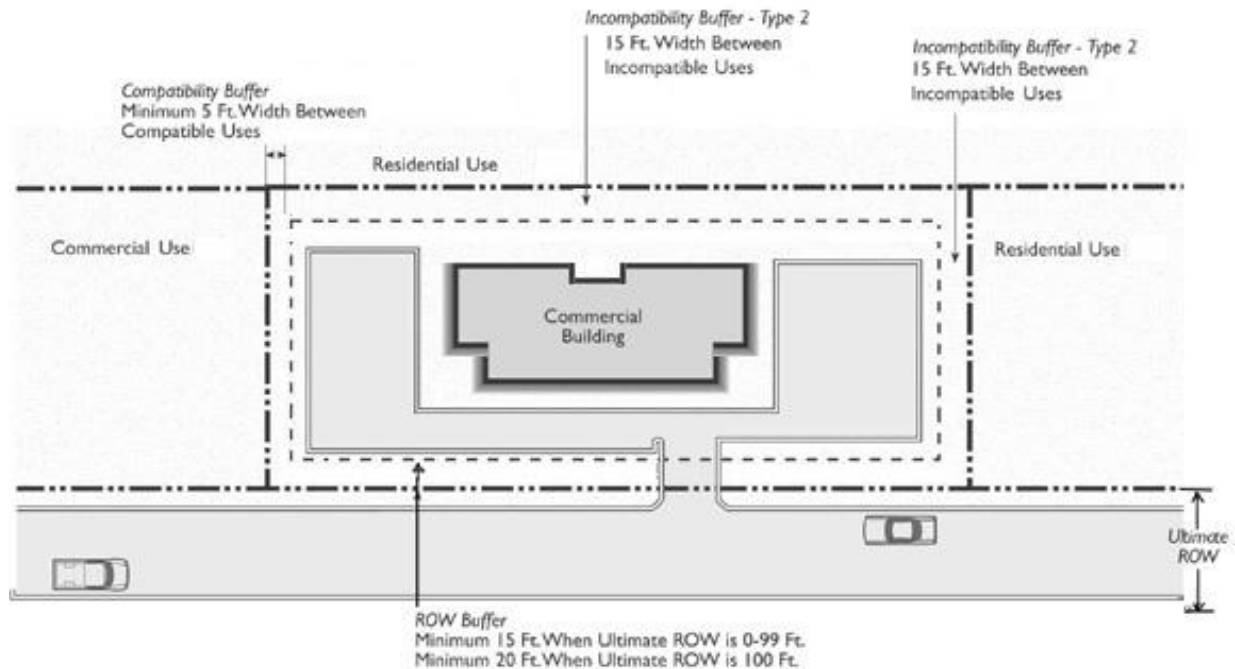 Incompatibility Buffer - Type 2
15 Ft. Width Between
Incompatible Uses
Incompatibility Buffer - Type 2
15 Ft. Width Between
Incompatible Uses
Compatibility Buffer
Minimum 5 Ft. Width Between
Compatible Uses
Residential Use
Commercial Use
Residential Use
Commercial
Building
Ultimate
ROW
ROW Buffer
Minimum 15 Ft. When Ultimate ROW is 0-99 Ft.
Minimum 20 Ft. When Ultimate ROW is 100 Ft.